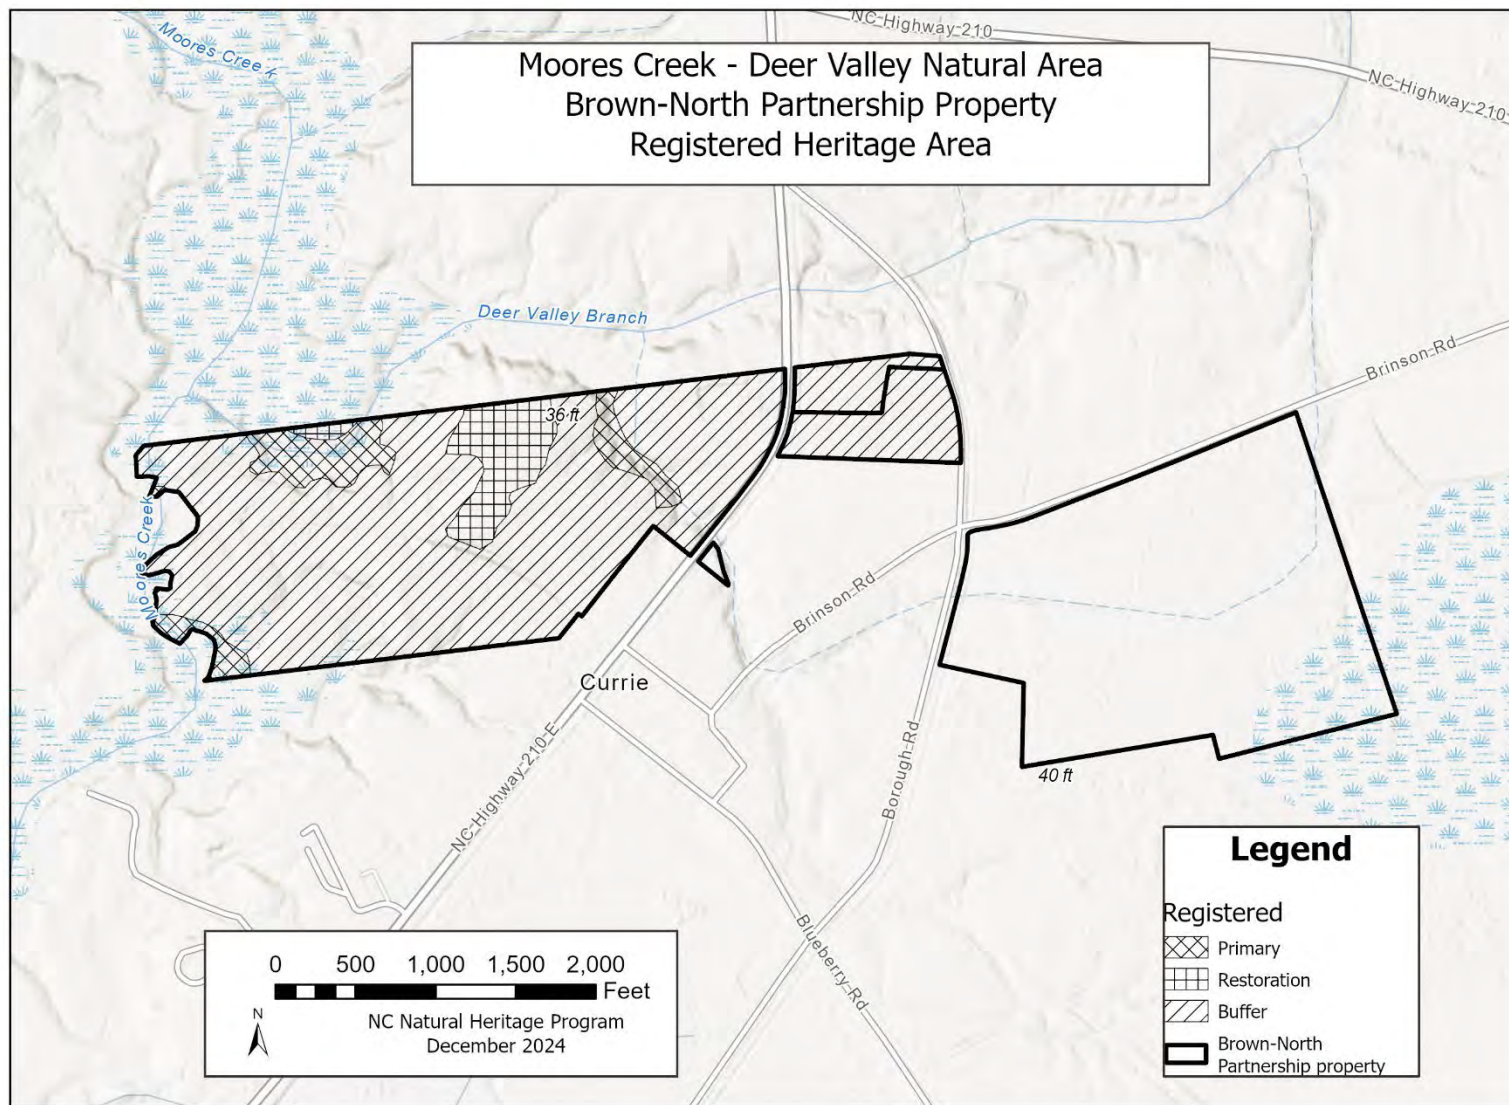 NC Highway 210
Moores Creek
Moores Creek - Deer Valley Natural Area
Brown-North Partnership Property
Registered Heritage Area
NC-Highway-210
Deer Valley Branch
Brinson-Rd
36 ft
Moores Creek
Brinson-Rd
Currie
Borough-Rd
NC-Highway-210-E
40 ft
Blueberry-Rd
Legend
Registered
Primary
Restoration
Buffer
Brown-North
Partnership property
0 500 1,000 1,500 2,000
Feet
N
NC Natural Heritage Program
December 2024